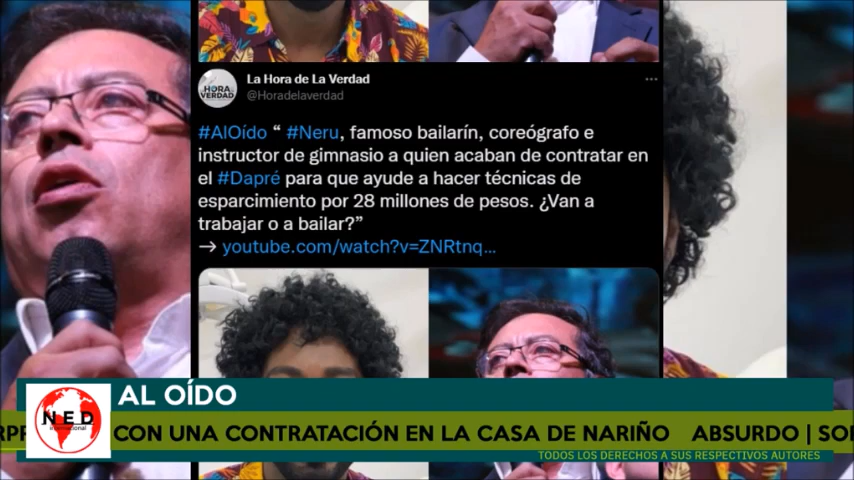 La Hora de La Verdad
@Horadelaverdad
HORA
VERDAD
#AlOído “ #Neru, famoso bailarín, coreógrafo e
instructor de gimnasio a quien acaban de contratar en
el #Dapré para que ayude a hacer técnicas de
esparcimiento por 28 millones de pesos. ¿Van a
trabajar o a bailar?”
→ youtube.com/watch?v=ZNRtnq...
AL OÍDO
NED
CON UNA CONTRATACIÓN EN LA CASA DE NARIÑO ABSURDO |
TODOS LOS DERECHOS A SUS RESPECTIVOS AUTORES